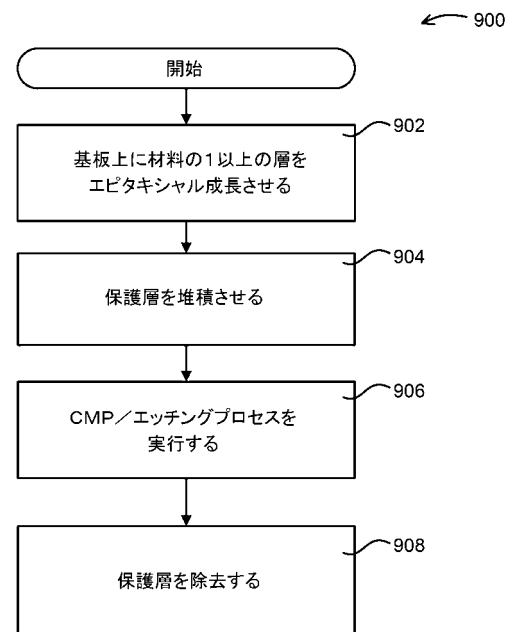 900
開始
902
基板上に材料の1以上の層を
エピタキシャル成長させる
904
保護層を堆積させる
906
CMP/エッチングプロセスを
実行する
908
保護層を除去する